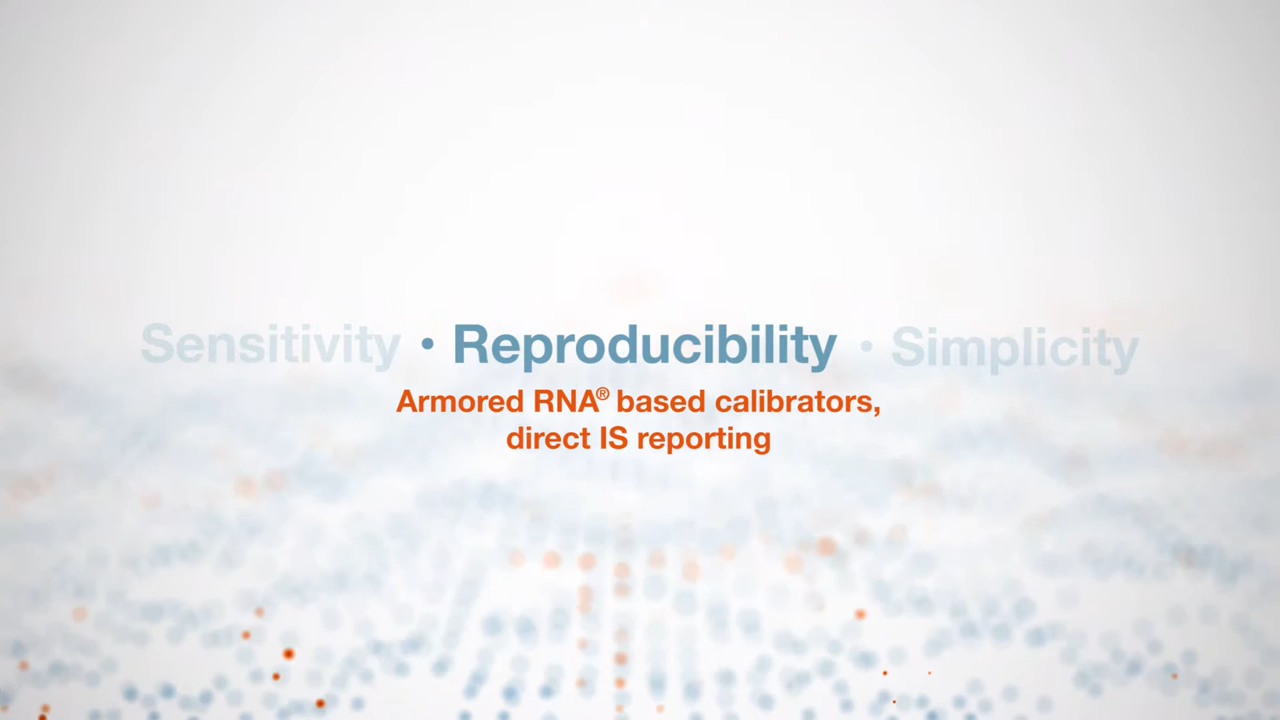 Sensitivity • Reproducibility • Simplicity
Armored RNA® based calibrators,
direct IS reporting